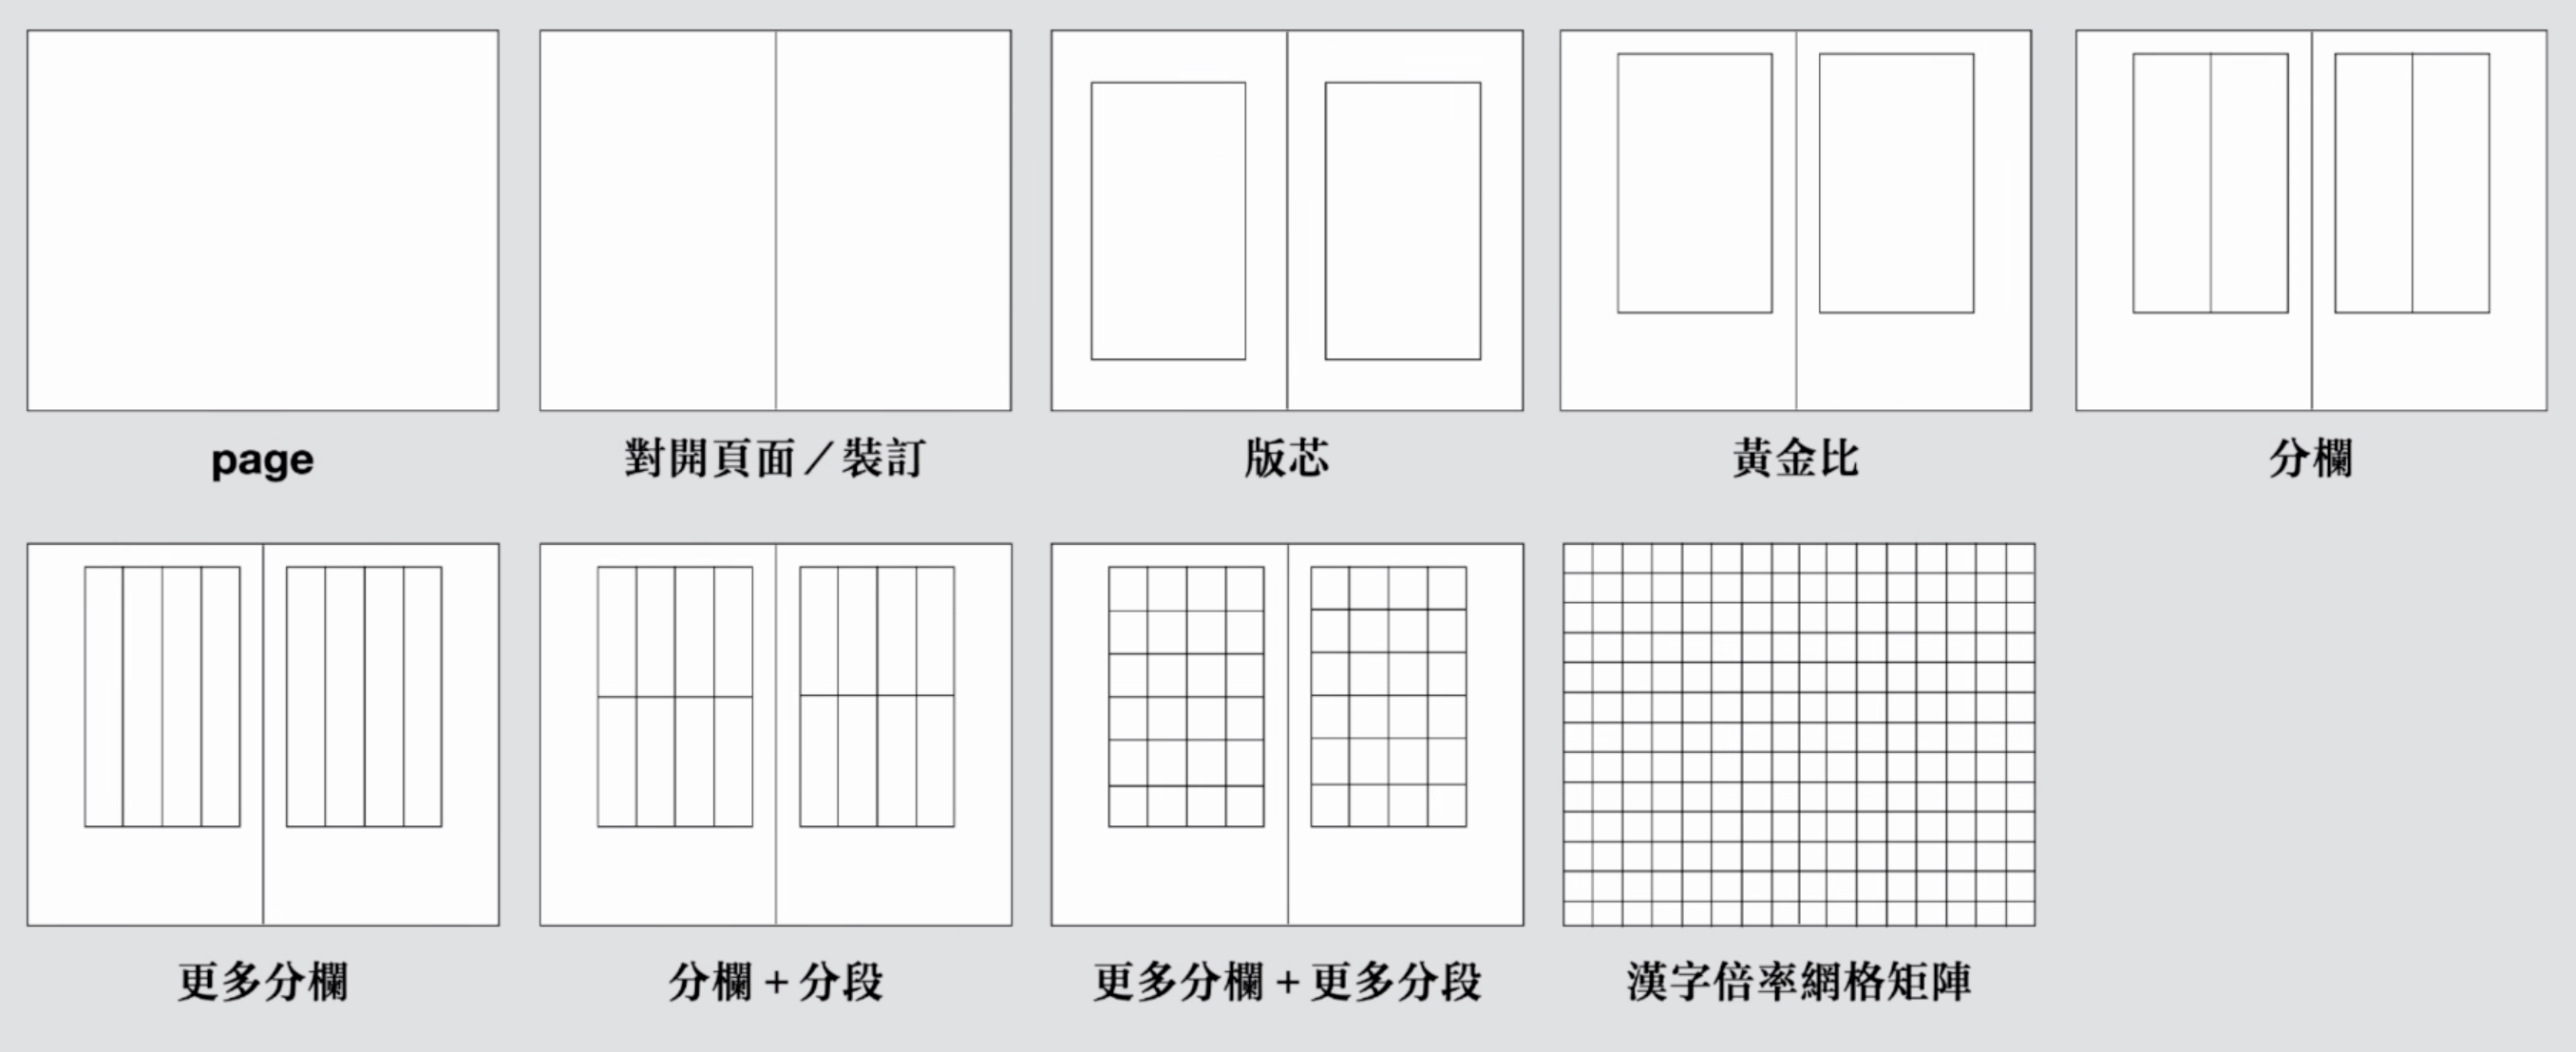 page
對開頁面／裝訂
版芯
黃金比
分欄
更多分欄
分欄+分段
更多分欄+更多分段
漢字倍率網格矩陣